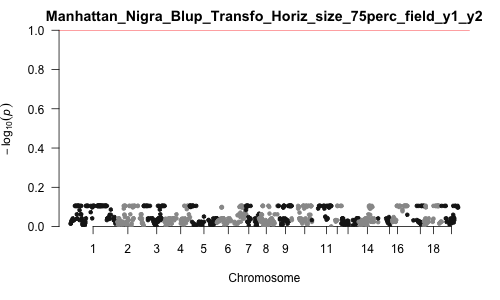 Manhattan_Nigra_Blup_Transfo_Horiz_size_75perc_field_y1_y2
1.0
0.8
0.6
0.4
0.2
0.0
− log₁₀(p)
1 2 3 4 5 6 7 8 9 11 14 16 18
Chromosome